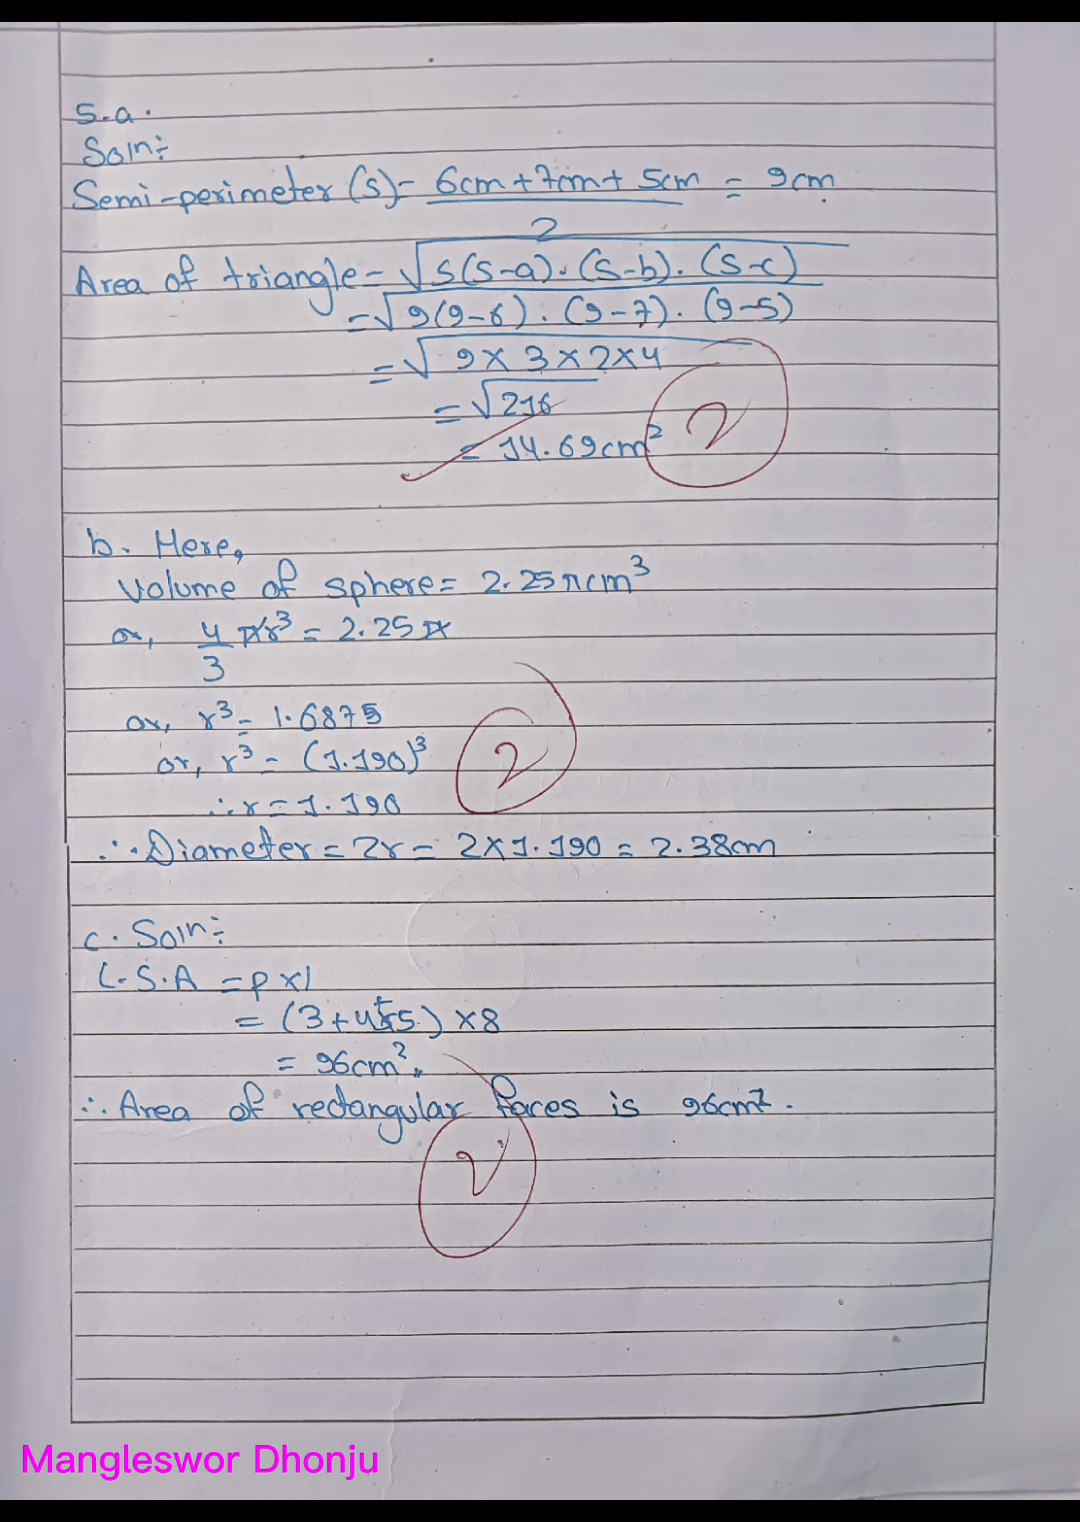 5.a.
Soln:
Semi-perimeter (s)= 6cm+7cm+5cm = 9cm
2
Area of triangle= √s(s-a).(s-b).(s-c)
=√9(9-6).(9-7).(9-5)
=√9×3×2×4
=√216
= 14.69cm²
2
b. Here,
Volume of sphere= 2.25πcm³
or, 4 πr³ = 2.25π
3
or, r³= 1.6875
or, r³= (1.190)³
2
∴r=1.190
∴Diameter=2r= 2×1.190 = 2.38cm
c. Soln:
L.S.A =p×l
= (3+4+5)×8
= 96cm².
∴Area of rectangular faces is 96cm².
2
Mangleswor Dhonju